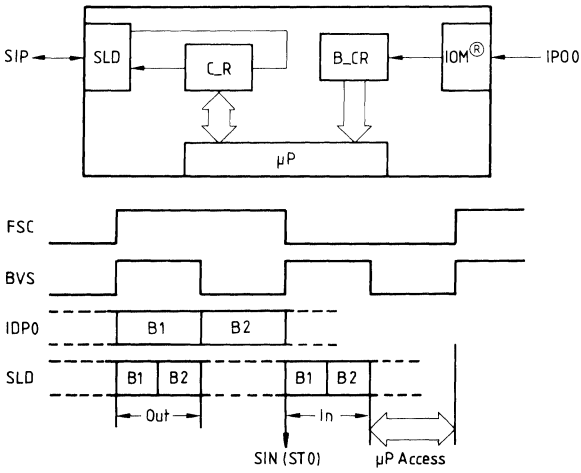 SIP SLD C_R B_CR IOM® IPO0
µP
FSC
BVS
IDP0 B1 B2
SLD B1 B2 B1 B2
Out In
SIN (ST0) µP Access